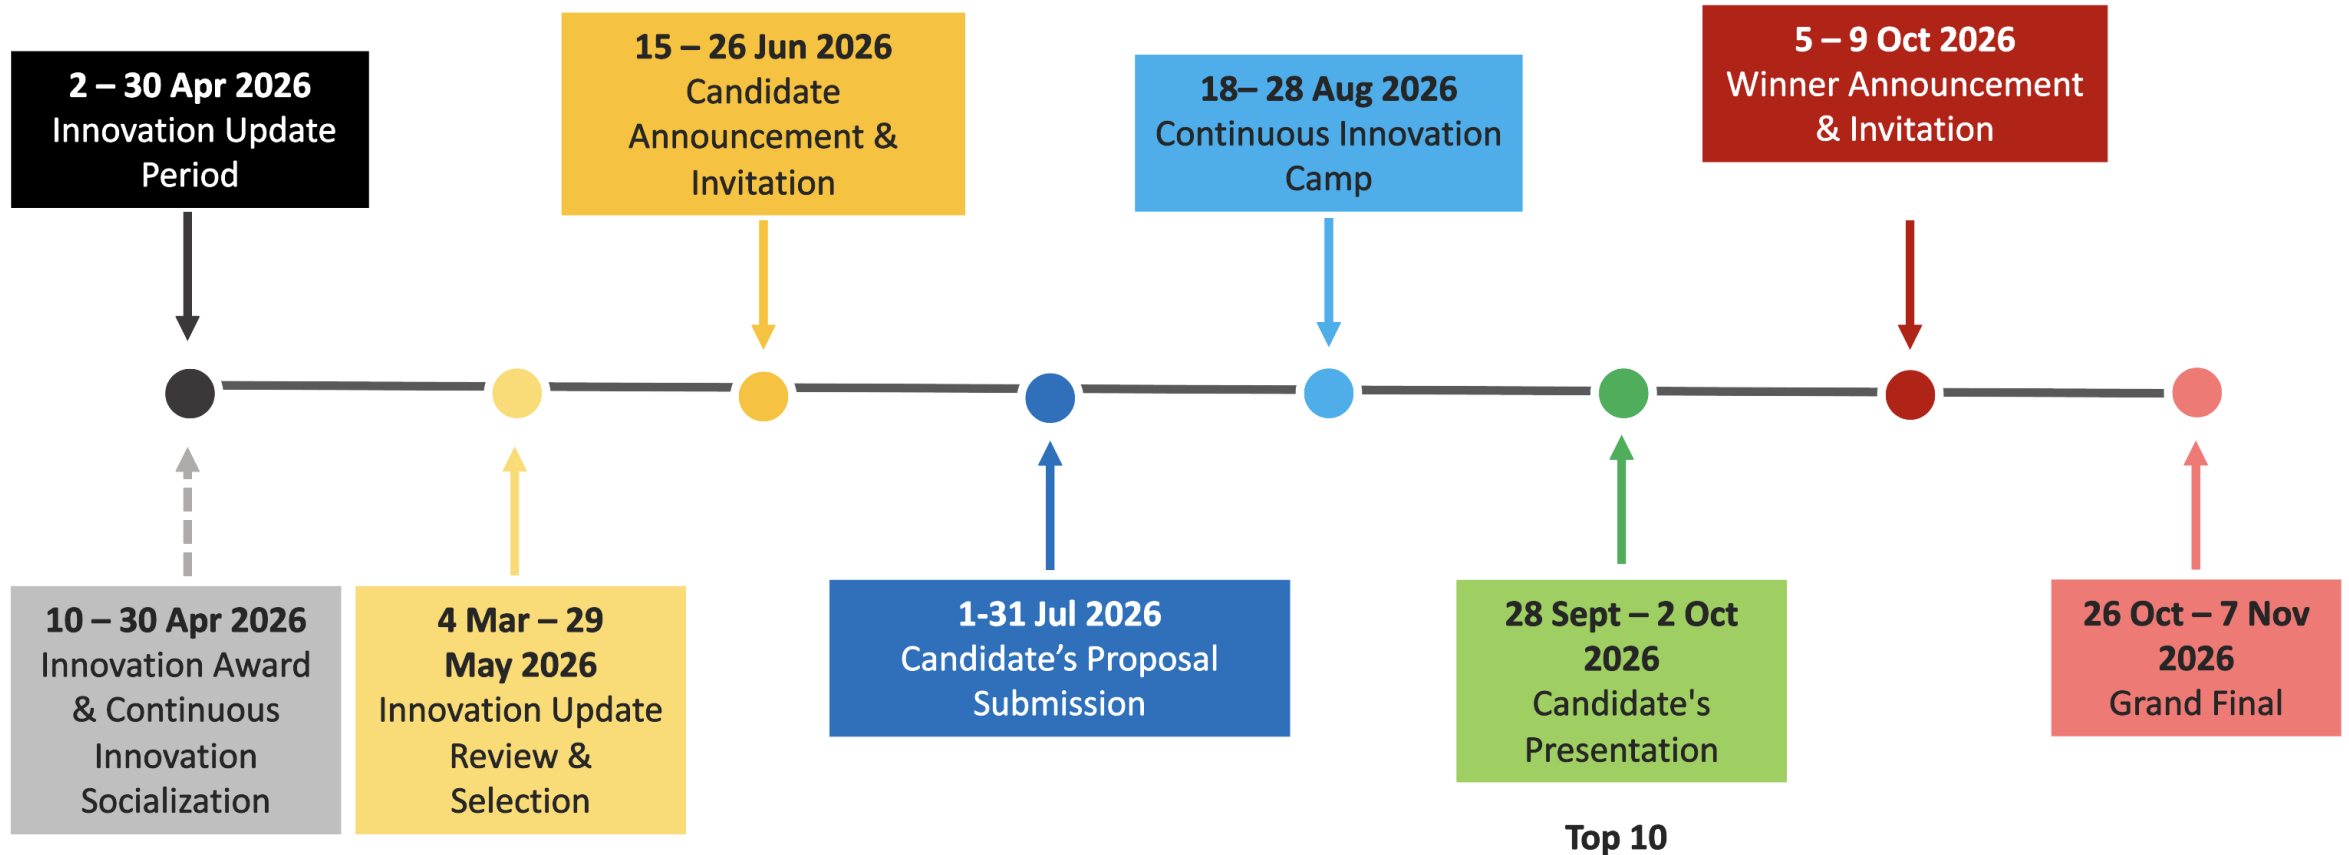 2 – 30 Apr 2026
Innovation Update
Period
15 – 26 Jun 2026
Candidate
Announcement &
Invitation
18– 28 Aug 2026
Continuous Innovation
Camp
5 – 9 Oct 2026
Winner Announcement
& Invitation
10 – 30 Apr 2026
Innovation Award
& Continuous
Innovation
Socialization
4 Mar – 29
May 2026
Innovation Update
Review &
Selection
1-31 Jul 2026
Candidate’s Proposal
Submission
28 Sept – 2 Oct
2026
Candidate's
Presentation
Top 10
26 Oct – 7 Nov
2026
Grand Final